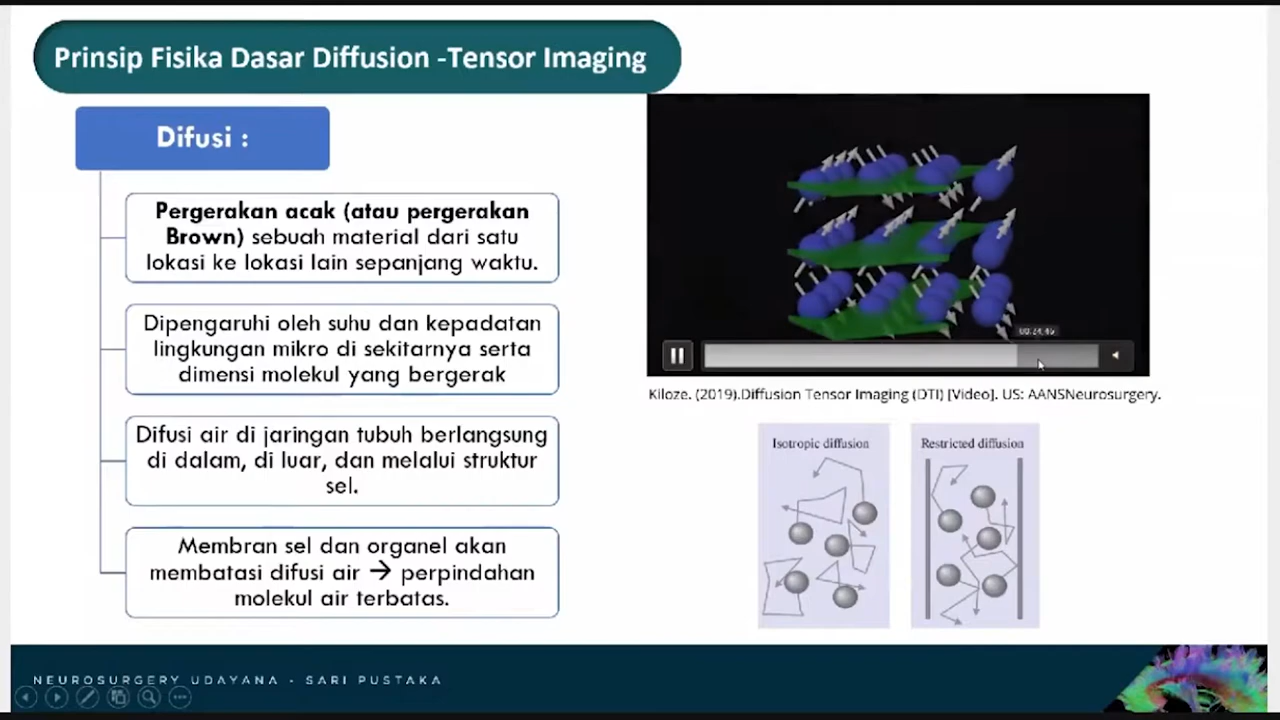 Prinsip Fisika Dasar Diffusion -Tensor Imaging
Difusi :
Pergerakan acak (atau pergerakan
Brown) sebuah material dari satu
lokasi ke lokasi lain sepanjang waktu.
Dipengaruhi oleh suhu dan kepadatan
lingkungan mikro di sekitarnya serta
dimensi molekul yang bergerak
Difusi air di jaringan tubuh berlangsung
di dalam, di luar, dan melalui struktur
sel.
Membran sel dan organel akan
membatasi difusi air → perpindahan
molekul air terbatas.
00:24,46
Kiloze. (2019).Diffusion Tensor Imaging (DTI) [Video]. US: AANSNeurosurgery.
Isotropic diffusion
Restricted diffusion
NEUROSURGERY UDAYANA - SARI PUSTAKA